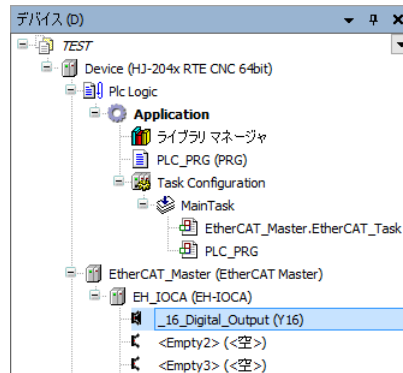 デバイス (D)
TEST
Device (HJ-204x RTE CNC 64bit)
Plc Logic
Application
ライブラリ マネージャ
PLC_PRG (PRG)
Task Configuration
MainTask
EtherCAT_Master.EtherCAT_Task
PLC_PRG
EtherCAT_Master (EtherCAT Master)
EH_IOCA (EH-IOCA)
_16_Digital_Output (Y16)
<Empty2> (<空>)
<Empty3> (<空>)